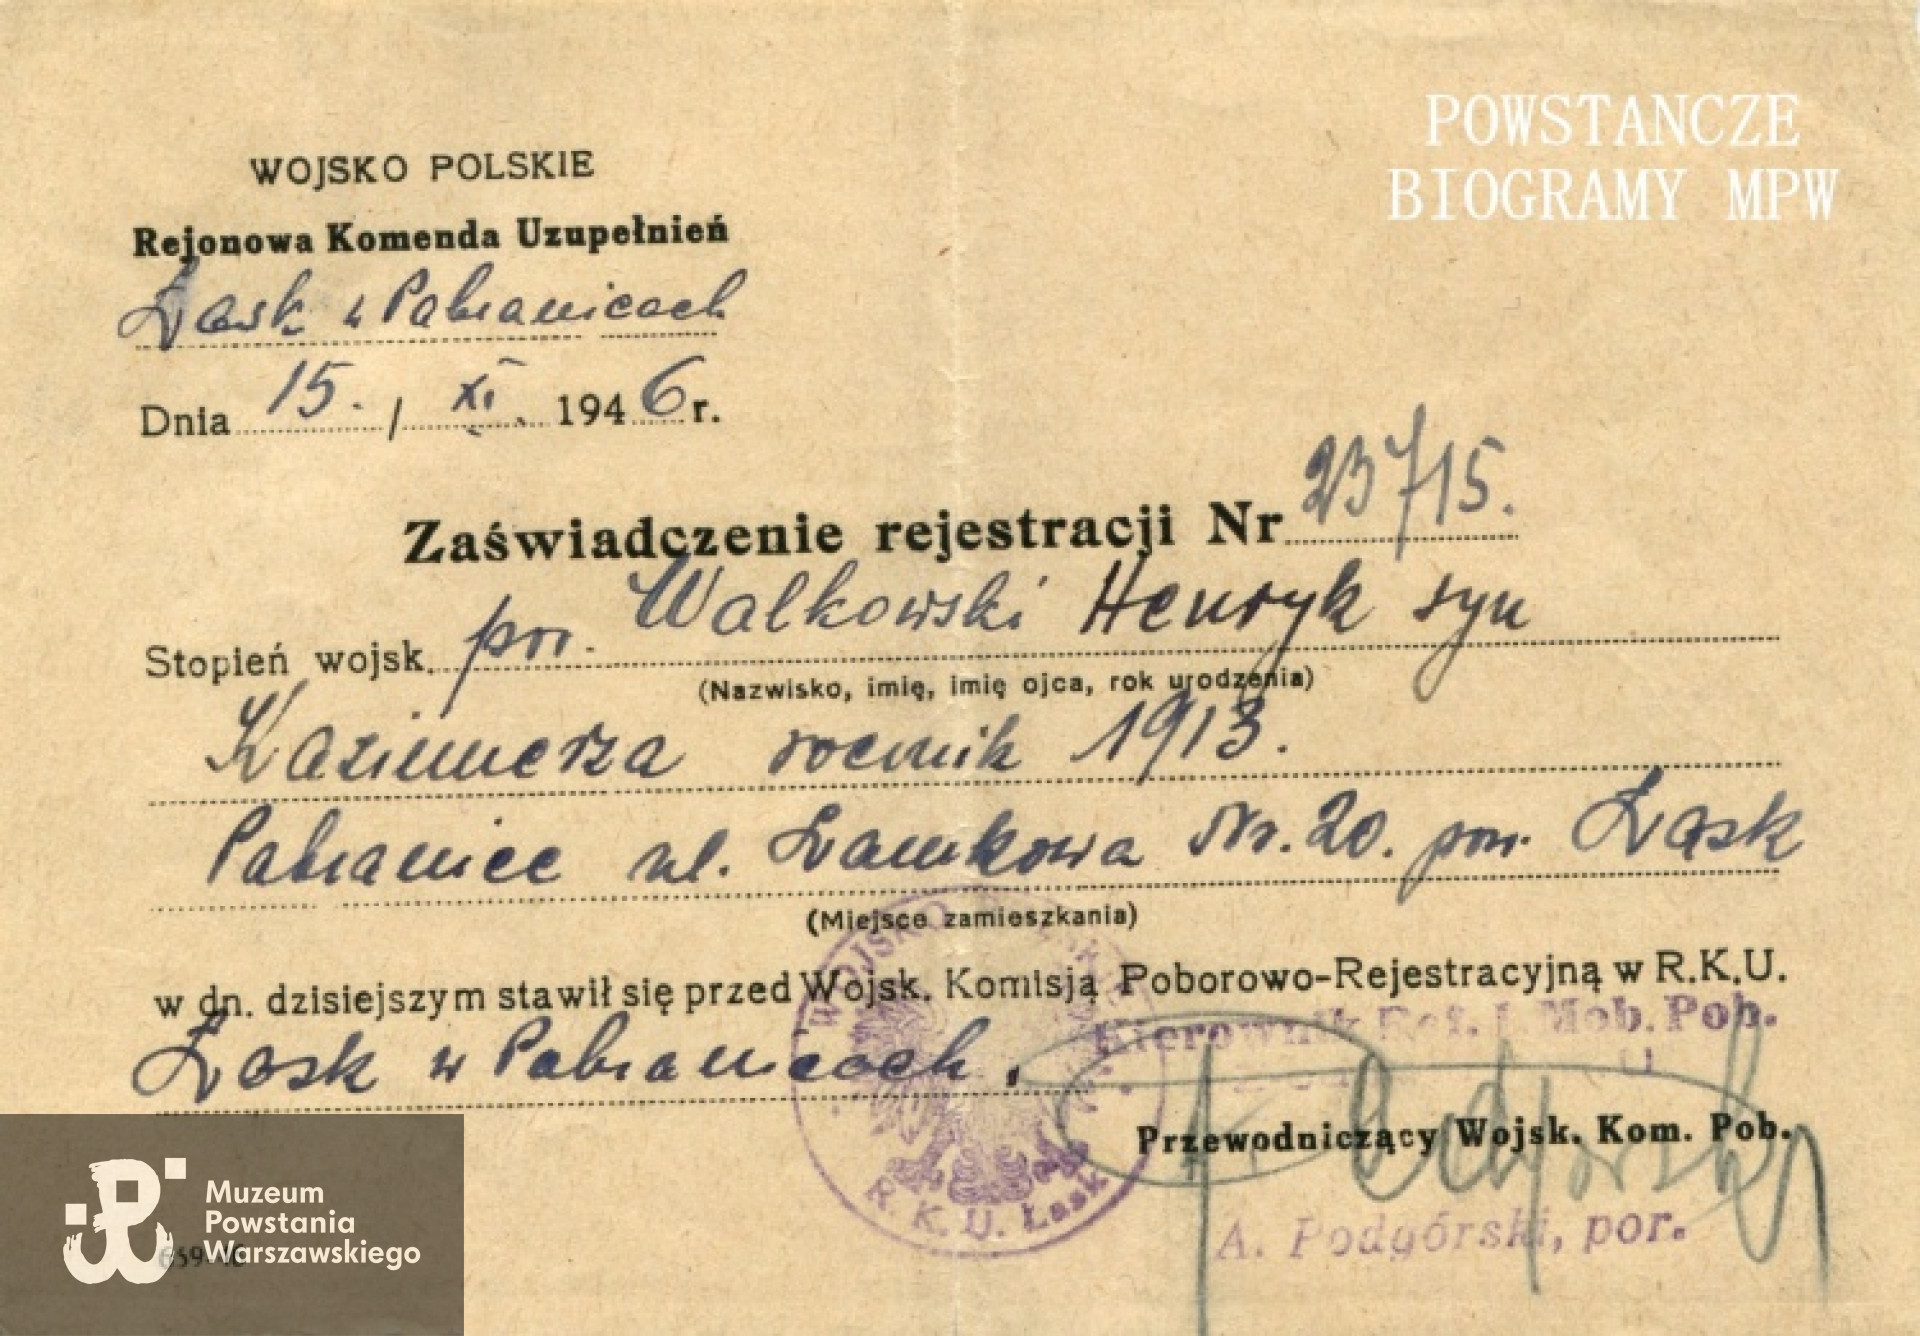 POWSTANCZE
BIOGRAMY MPW
WOJSKO POLSKIE
Rejonowa Komenda Uzupełnień
Łask w Pabianicach
Dnia 15. / XI. 1946 r.
Zaświadczenie rejestracji Nr 237/15.
Stopień wojsk. por. Walkowski Henryk syn
(Nazwisko, imię, imię ojca, rok urodzenia)
Kazimierza rocznik 1913.
Pabianice ul. Zamkowa Nr. 20. pow. Łask
(Miejsce zamieszkania)
w dn. dzisiejszym stawił się przed Wojsk. Komisją Poborowo-Rejestracyjną w R.K.U.
Łask w Pabianicach.
WOJSKO
R. K. U. Łask
Kierownik Ref. I. Mob. Pob.
Przewodniczący Wojsk. Kom. Pob.
Podgórski
A. Podgórski, por.
Muzeum
Powstania
Warszawskiego